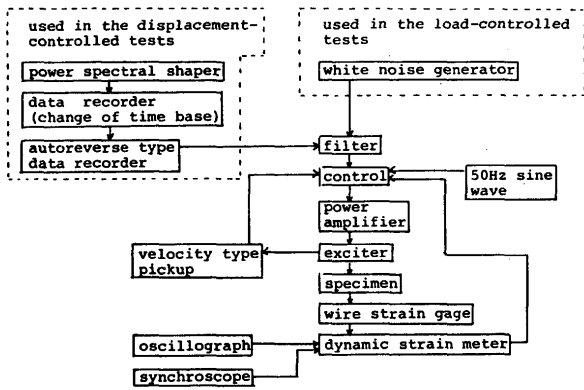 used in the displacement-
controlled tests
power spectral shaper
data recorder
(change of time base)
autoreverse type
data recorder
used in the load-controlled
tests
white noise generator
filter
control
50Hz sine
wave
power
amplifier
velocity type
pickup
exciter
specimen
wire strain gage
oscillograph
dynamic strain meter
synchroscope